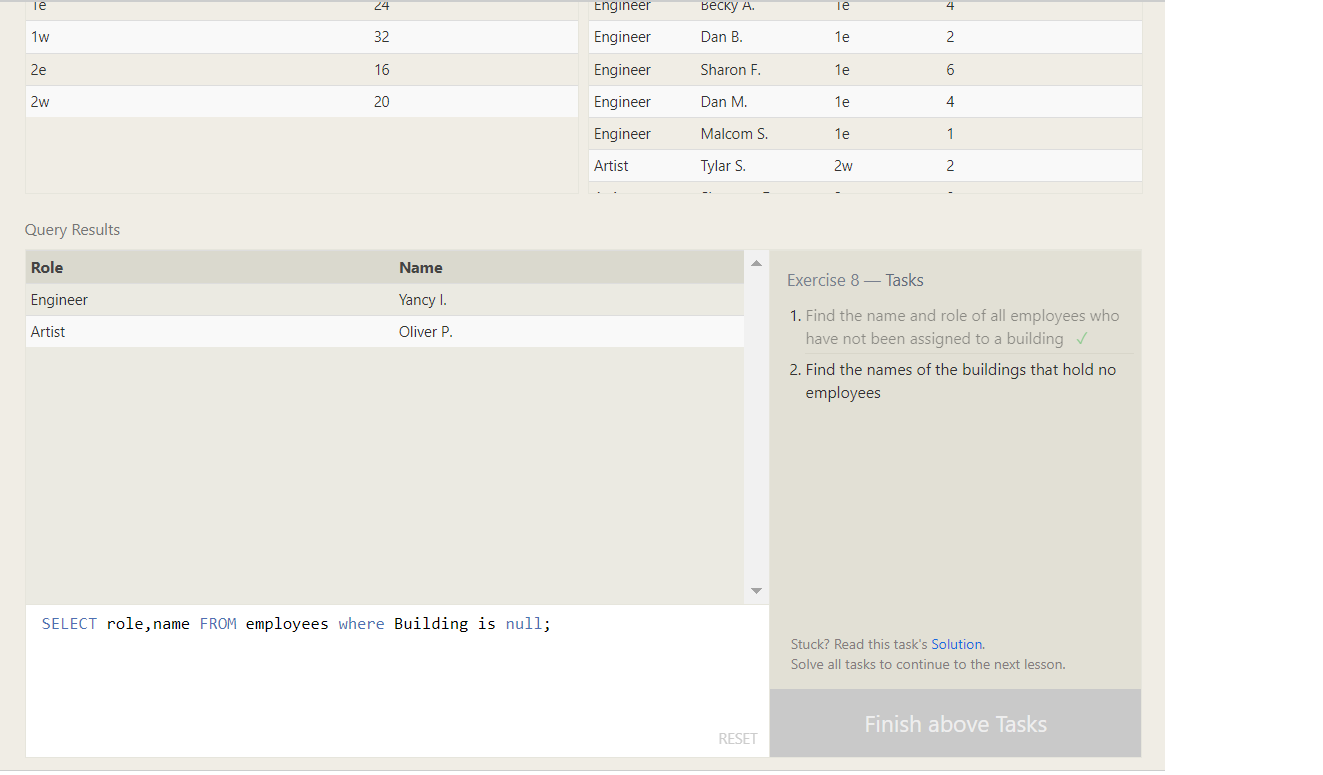 1e 24
Engineer Becky A. 1e 4
1w 32
Engineer Dan B. 1e 2
2e 16
Engineer Sharon F. 1e 6
2w 20
Engineer Dan M. 1e 4
Engineer Malcom S. 1e 1
Artist Tylar S. 2w 2
Query Results
Role Name
Engineer Yancy I.
Artist Oliver P.
Exercise 8 — Tasks
1. Find the name and role of all employees who
have not been assigned to a building ✓
2. Find the names of the buildings that hold no
employees
SELECT role,name FROM employees where Building is null;
RESET
Stuck? Read this task's Solution.
Solve all tasks to continue to the next lesson.
Finish above Tasks